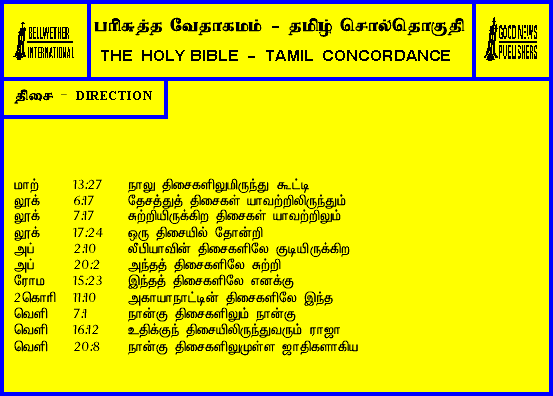 BELLWETHER
INTERNATIONAL
பரிசுத்த வேதாகமம் - தமிழ் சொல்தொகுதி
THE HOLY BIBLE - TAMIL CONCORDANCE
GOOD NEWS
PUBLISHERS
திசை - DIRECTION
மாற் 13:27 நாலு திசைகளிலுமிருந்து கூட்டி
லூக் 6:17 தேசத்துத் திசைகள் யாவற்றிலிருந்தும்
லூக் 7:17 சுற்றியிருக்கிற திசைகள் யாவற்றிலும்
லூக் 17:24 ஒரு திசையில் தோன்றி
அப் 2:10 லீபியாவின் திசைகளிலே குடியிருக்கிற
அப் 20:2 அந்தத் திசைகளிலே சுற்றி
ரோம 15:23 இந்தத் திசைகளிலே எனக்கு
2கொரி 11:10 அகாயாநாட்டின் திசைகளிலே இந்த
வெளி 7:1 நான்கு திசைகளிலும் நான்கு
வெளி 16:12 உதிக்குந் திசையிலிருந்துவரும் ராஜா
வெளி 20:8 நான்கு திசைகளிலுமுள்ள ஜாதிகளாகிய